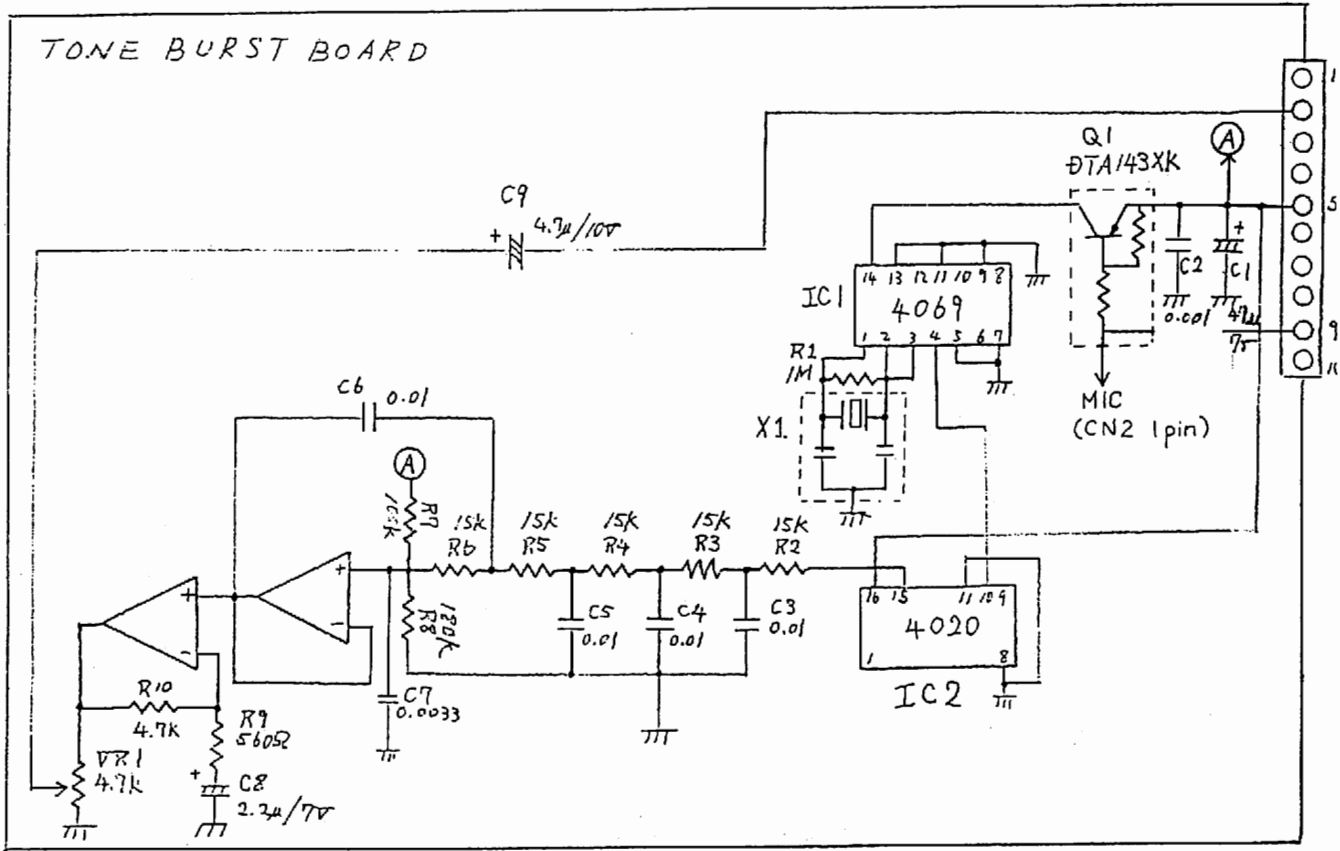 TONE BURST BOARD
1
Q1
DTA143XK
A
C9
+ 4.7µ/10V
5
+
C2
C1
0.001
47µ
7V
9
11
14 13 12 11 10 9 8
IC1
4069
1 2 3 4 5 6 7
R1
1M
MIC
(CN2 1pin)
X1
C6
0.01
A
R7
15k
R6
15k
R5
15k
R4
15k
R3
15k
R2
16 15 11 10 9
4020
1 8
IC2
+
-
+
-
180k
R8
C5
0.01
C4
0.01
C3
0.01
C7
0.0033
R10
4.7k
R9
560Ω
VR1
4.7k
+
C8
2.2µ/7V